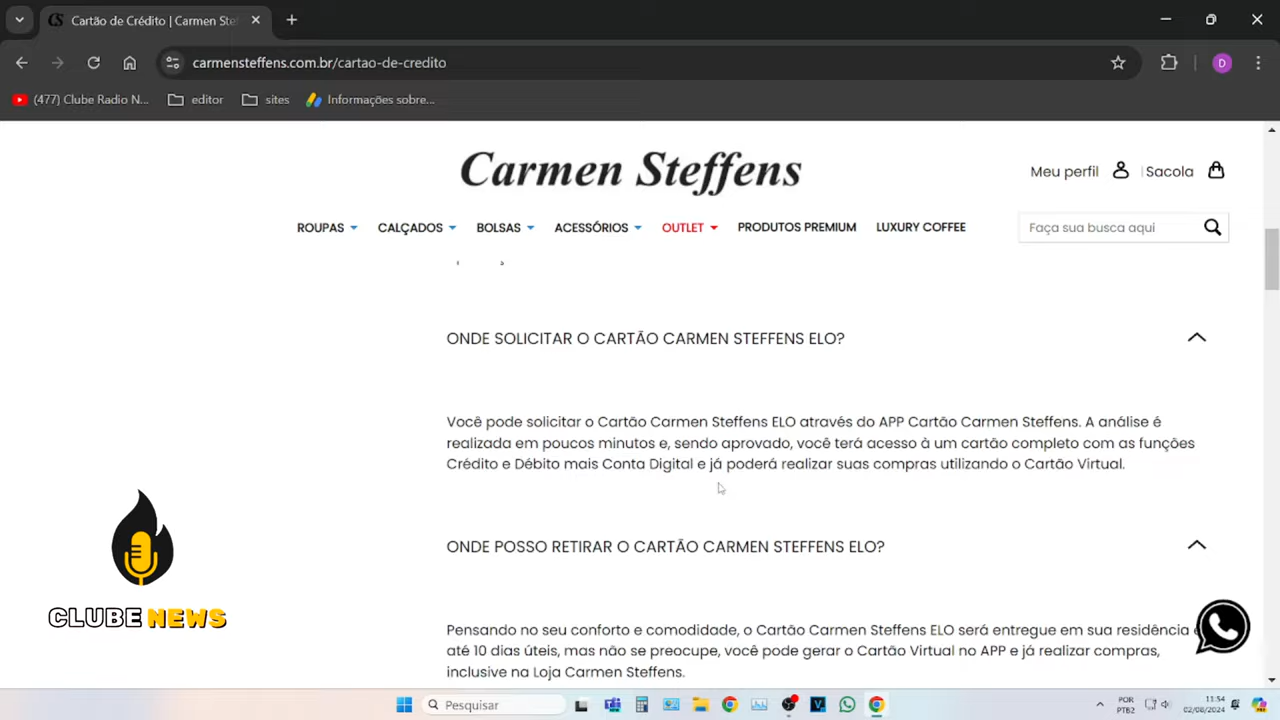 Cartão de Crédito | Carmen Ste
carmensteffens.com.br/cartao-de-credito
D
(477) Clube Radio N...
editor
sites
Informações sobre...
Carmen Steffens
Meu perfil
Sacola
ROUPAS
CALÇADOS
BOLSAS
ACESSÓRIOS
OUTLET
PRODUTOS PREMIUM
LUXURY COFFEE
Faça sua busca aqui
ONDE SOLICITAR O CARTÃO CARMEN STEFFENS ELO?
Você pode solicitar o Cartão Carmen Steffens ELO através do APP Cartão Carmen Steffens. A análise é
realizada em poucos minutos e, sendo aprovado, você terá acesso à um cartão completo com as funções
Crédito e Débito mais Conta Digital e já poderá realizar suas compras utilizando o Cartão Virtual.
ONDE POSSO RETIRAR O CARTÃO CARMEN STEFFENS ELO?
CLUBE NEWS
Pensando no seu conforto e comodidade, o Cartão Carmen Steffens ELO será entregue em sua residência
até 10 dias úteis, mas não se preocupe, você pode gerar o Cartão Virtual no APP e já realizar compras,
inclusive na Loja Carmen Steffens.
Pesquisar
POR
PTB2
11:54
02/08/2024